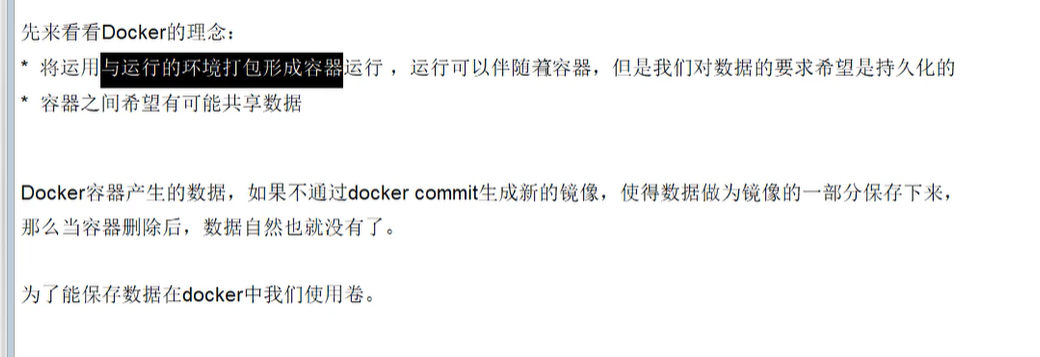 先来看看Docker的理念：
* 将运用与运行的环境打包形成容器运行 ，运行可以伴随着容器，但是我们对数据的要求希望是持久化的
* 容器之间希望有可能共享数据
Docker容器产生的数据，如果不通过docker commit生成新的镜像，使得数据做为镜像的一部分保存下来，
那么当容器删除后，数据自然也就没有了。
为了能保存数据在docker中我们使用卷。